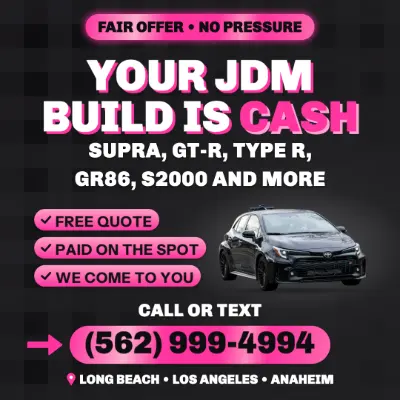 FAIR OFFER • NO PRESSURE
YOUR JDM
BUILD IS CASH
SUPRA, GT-R, TYPE R,
GR86, S2000 AND MORE
FREE QUOTE
PAID ON THE SPOT
WE COME TO YOU
CALL OR TEXT
(562) 999-4994
LONG BEACH • LOS ANGELES • ANAHEIM